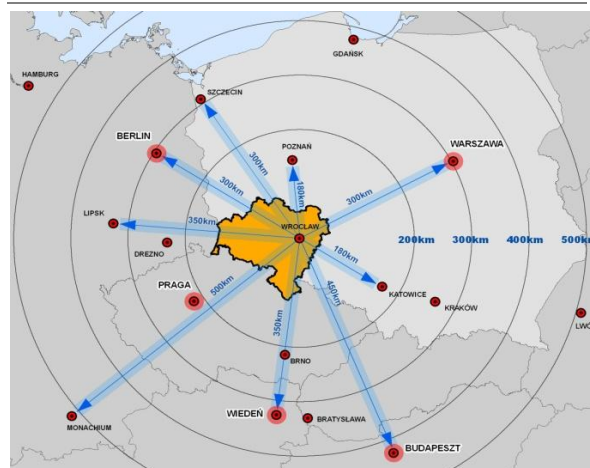 GDAŃSK
HAMBURG
SZCZECIN
BERLIN
POZNAŃ
WARSZAWA
300km
300km
180km
300km
LIPSK
350km
WROCŁAW
DREZNO
180km
200km
300km
400km
500km
PRAGA
500km
450km
KATOWICE
KRAKÓW
350km
LWÓ
BRNO
WIEDEŃ
BRATYSŁAWA
MONACHIUM
BUDAPESZT